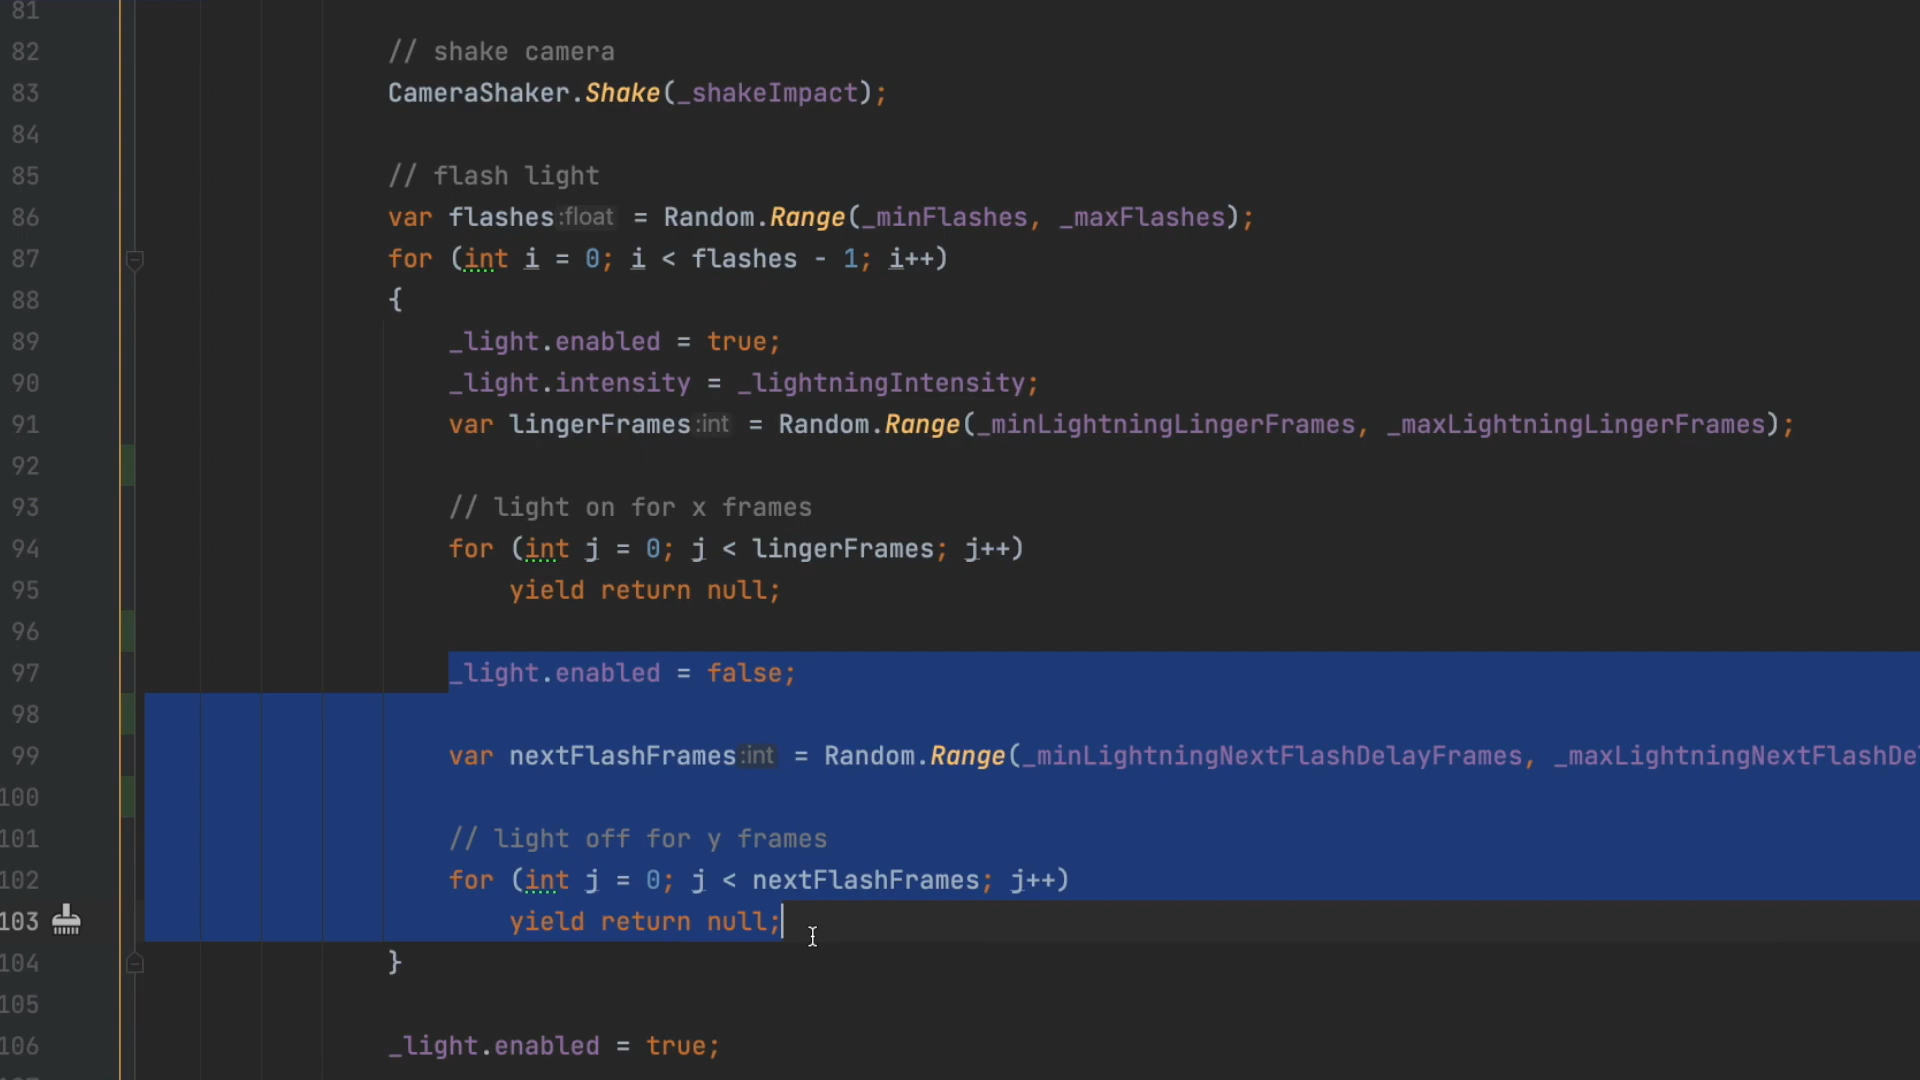 81
82 // shake camera
83 CameraShaker.Shake(_shakeImpact);
84
85 // flash light
86 var flashes:float = Random.Range(_minFlashes, _maxFlashes);
87 for (int i = 0; i < flashes - 1; i++)
88 {
89 _light.enabled = true;
90 _light.intensity = _lightningIntensity;
91 var lingerFrames:int = Random.Range(_minLightningLingerFrames, _maxLightningLingerFrames);
92
93 // light on for x frames
94 for (int j = 0; j < lingerFrames; j++)
95 yield return null;
96
97 _light.enabled = false;
98
99 var nextFlashFrames:int = Random.Range(_minLightningNextFlashDelayFrames, _maxLightningNextFlashDe
100
101 // light off for y frames
102 for (int j = 0; j < nextFlashFrames; j++)
103 yield return null;
104 }
105
106 _light.enabled = true;